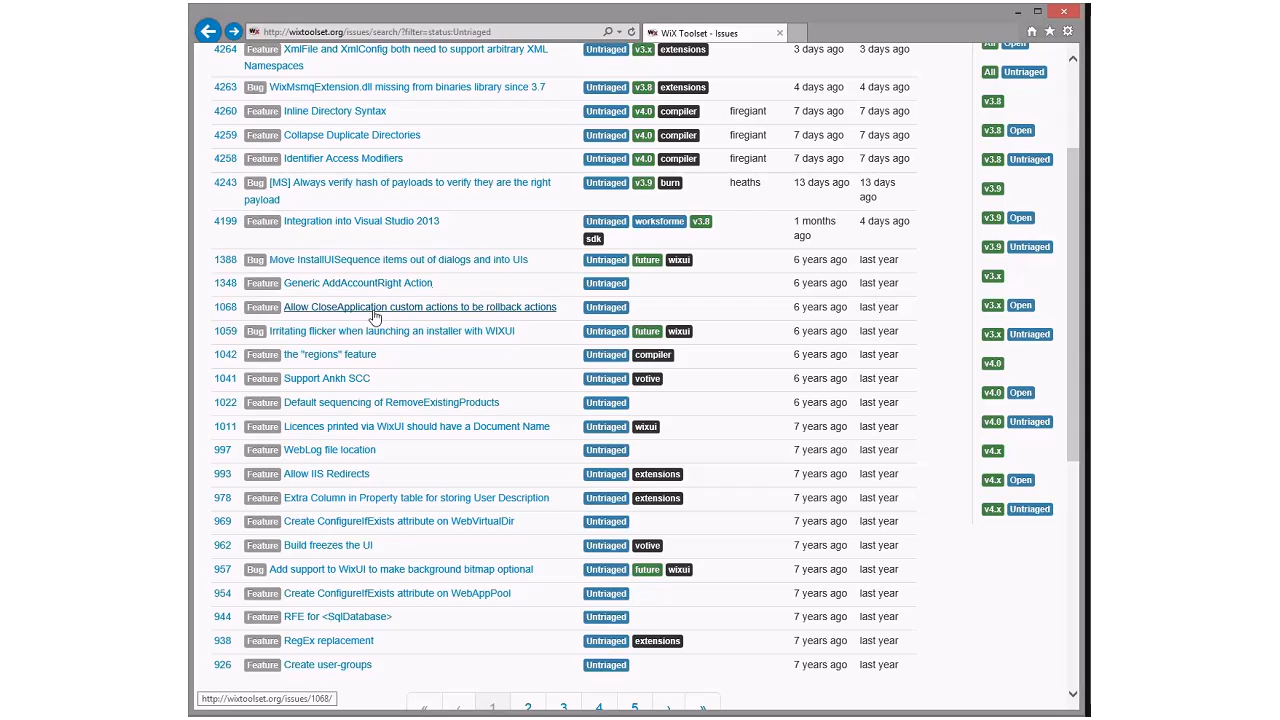 http://wixtoolset.org/issues/search/?filter=status:Untriaged
WiX Toolset - Issues
4264 Feature XmlFile and XmlConfig both need to support arbitrary XML Untriaged v3.x extensions 3 days ago 3 days ago
Namespaces
4263 Bug WixMsmqExtension.dll missing from binaries library since 3.7 Untriaged v3.8 extensions 4 days ago 4 days ago
4260 Feature Inline Directory Syntax Untriaged v4.0 compiler firegiant 7 days ago 7 days ago
4259 Feature Collapse Duplicate Directories Untriaged v4.0 compiler firegiant 7 days ago 7 days ago
4258 Feature Identifier Access Modifiers Untriaged v4.0 compiler firegiant 7 days ago 7 days ago
4243 Bug [MS] Always verify hash of payloads to verify they are the right Untriaged v3.9 burn heaths 13 days ago 13 days
payload ago
4199 Feature Integration into Visual Studio 2013 Untriaged worksforme v3.8 1 months 4 days ago
sdk ago
1388 Bug Move InstallUISequence items out of dialogs and into UIs Untriaged future wixui 6 years ago last year
1348 Feature Generic AddAccountRight Action Untriaged 6 years ago last year
1068 Feature Allow CloseApplication custom actions to be rollback actions Untriaged 6 years ago last year
1059 Bug Irritating flicker when launching an installer with WIXUI Untriaged future wixui 6 years ago last year
1042 Feature the "regions" feature Untriaged compiler 6 years ago last year
1041 Feature Support Ankh SCC Untriaged votive 6 years ago last year
1022 Feature Default sequencing of RemoveExistingProducts Untriaged 6 years ago last year
1011 Feature Licences printed via WixUI should have a Document Name Untriaged wixui 7 years ago last year
997 Feature WebLog file location Untriaged 7 years ago last year
993 Feature Allow IIS Redirects Untriaged extensions 7 years ago last year
978 Feature Extra Column in Property table for storing User Description Untriaged extensions 7 years ago last year
969 Feature Create ConfigureIfExists attribute on WebVirtualDir Untriaged 7 years ago last year
962 Feature Build freezes the UI Untriaged votive 7 years ago last year
957 Bug Add support to WixUI to make background bitmap optional Untriaged future wixui 7 years ago last year
954 Feature Create ConfigureIfExists attribute on WebAppPool Untriaged 7 years ago last year
944 Feature RFE for <SqlDatabase> Untriaged 7 years ago last year
938 Feature RegEx replacement Untriaged extensions 7 years ago last year
926 Feature Create user-groups Untriaged 7 years ago last year
« ‹ 1 2 3 4 5 › »
All Open
All Untriaged
v3.8
v3.8 Open
v3.8 Untriaged
v3.9
v3.9 Open
v3.9 Untriaged
v3.x
v3.x Open
v3.x Untriaged
v4.0
v4.0 Open
v4.0 Untriaged
v4.x
v4.x Open
v4.x Untriaged
http://wixtoolset.org/issues/1068/